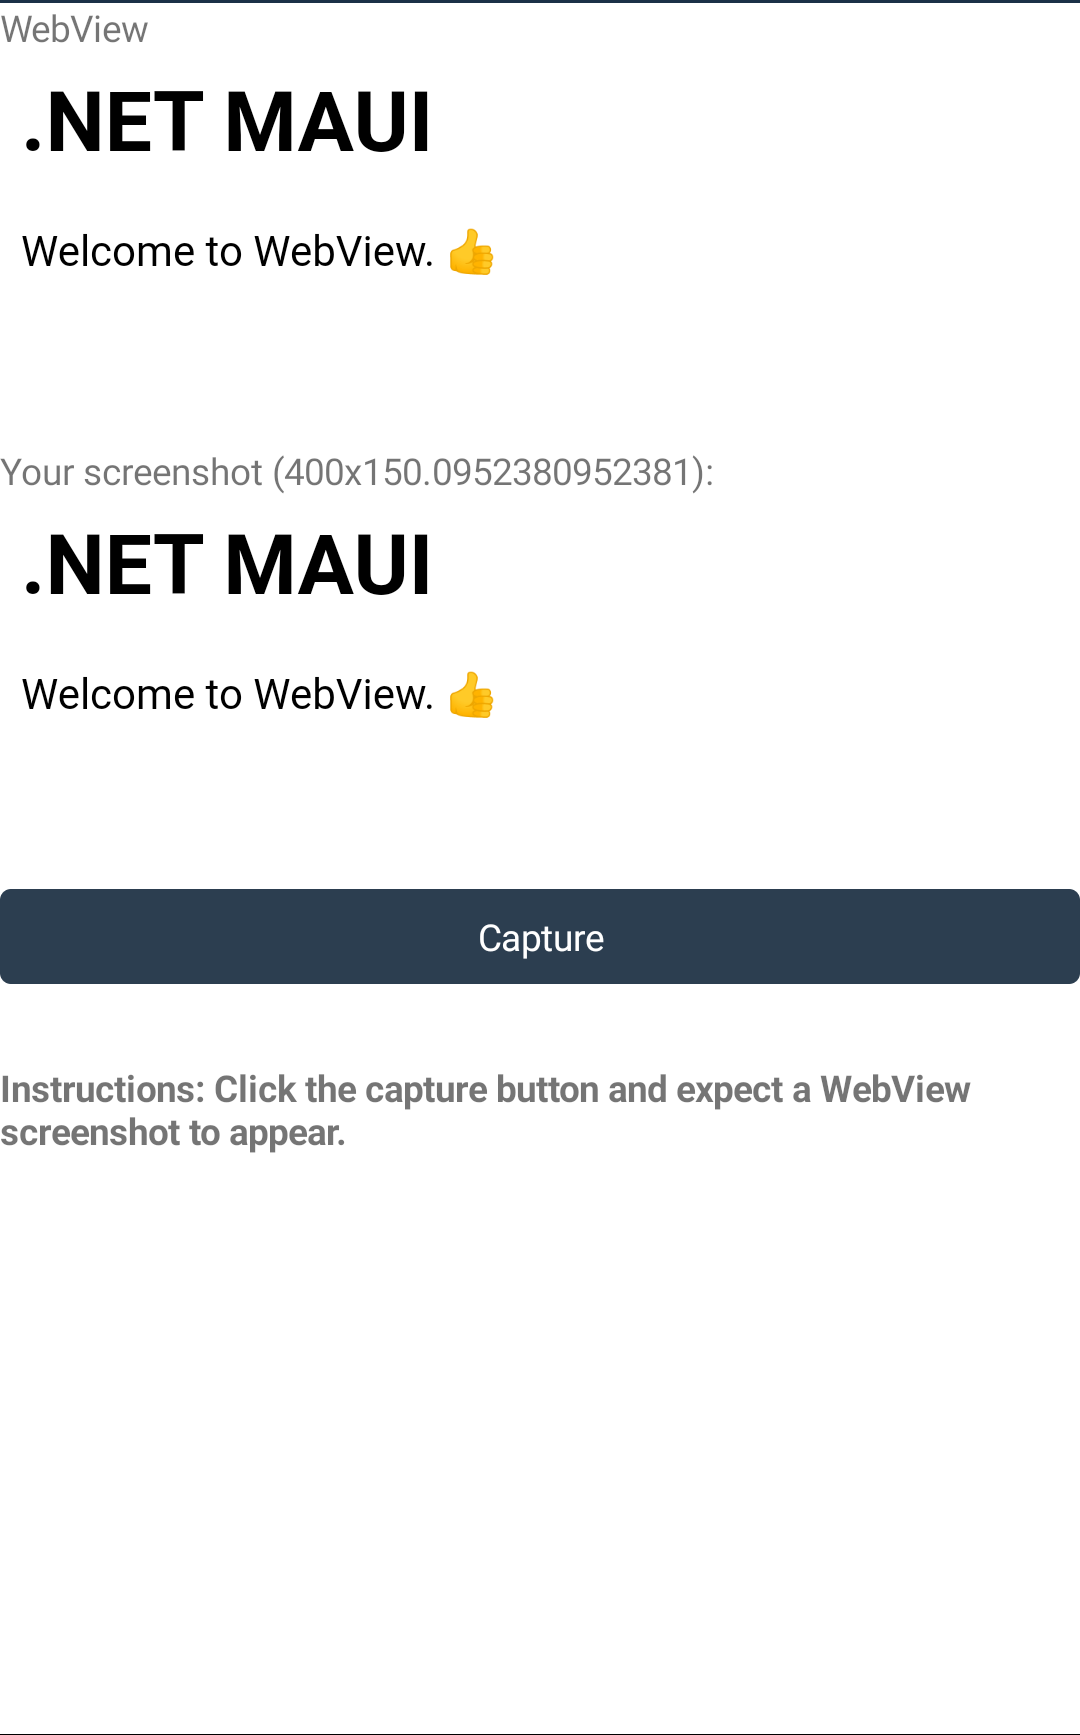 WebView
.NET MAUI
Welcome to WebView. 👍
Your screenshot (400x150.0952380952381):
.NET MAUI
Welcome to WebView. 👍
Capture
Instructions: Click the capture button and expect a WebView
screenshot to appear.